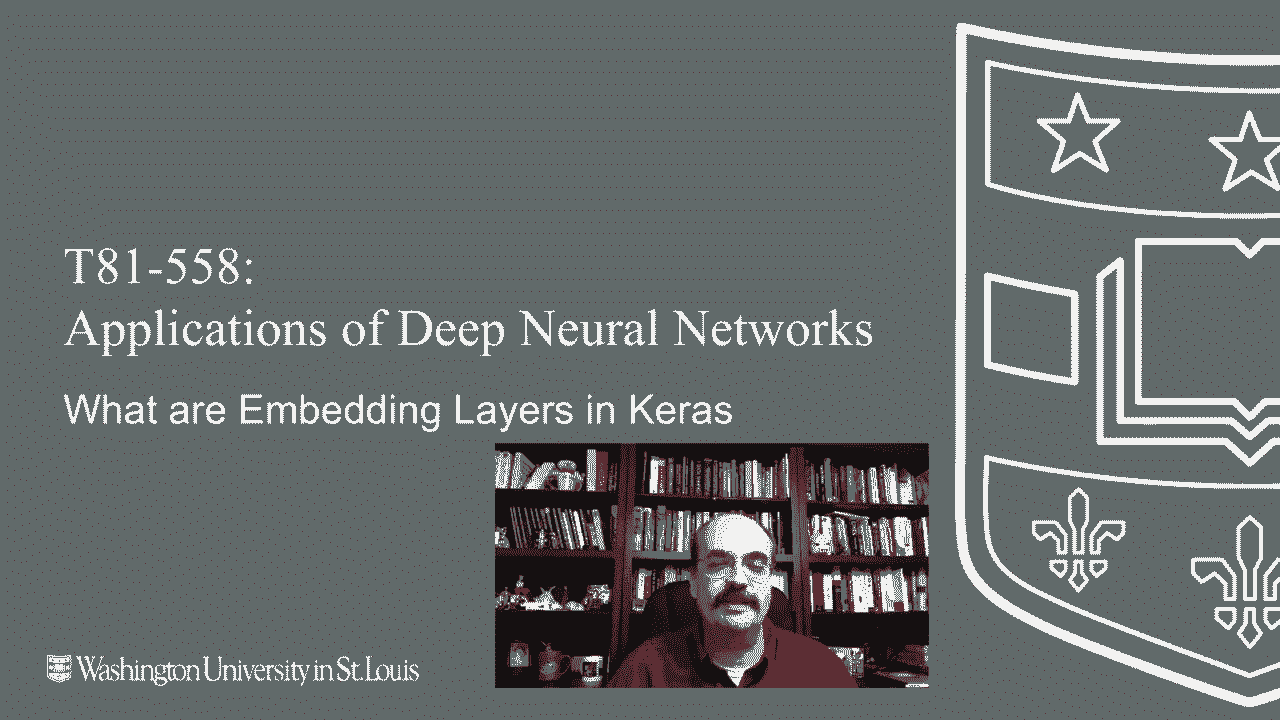 T81-558:
Applications of Deep Neural Networks
What are Embedding Layers in Keras
Washington University in St. Louis